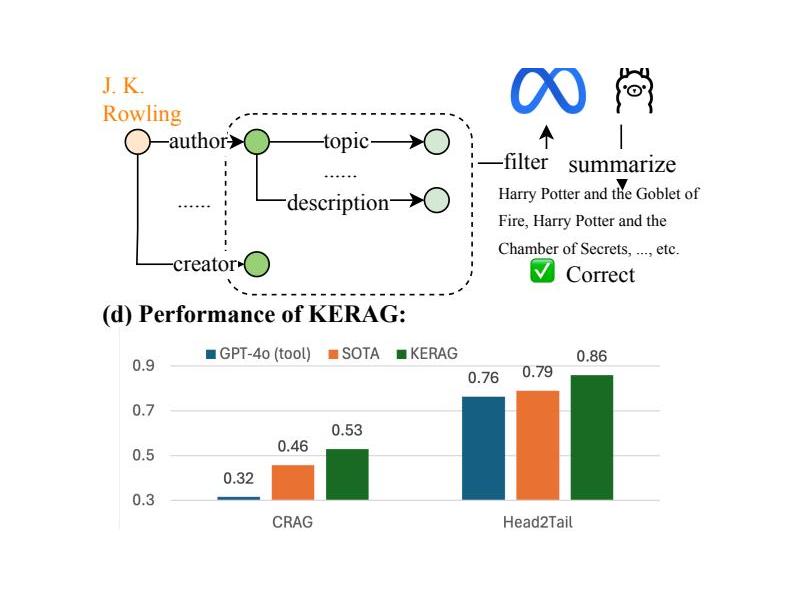 J. K.
Rowling
author
topic
......
filter
summarize
......
description
Harry Potter and the Goblet of
Fire, Harry Potter and the
Chamber of Secrets, ..., etc.
creator
Correct
(d) Performance of KERAG:
GPT-4o (tool) SOTA KERAG
0.9
0.7
0.5
0.3
0.32
0.46
0.53
0.76
0.79
0.86
CRAG
Head2Tail